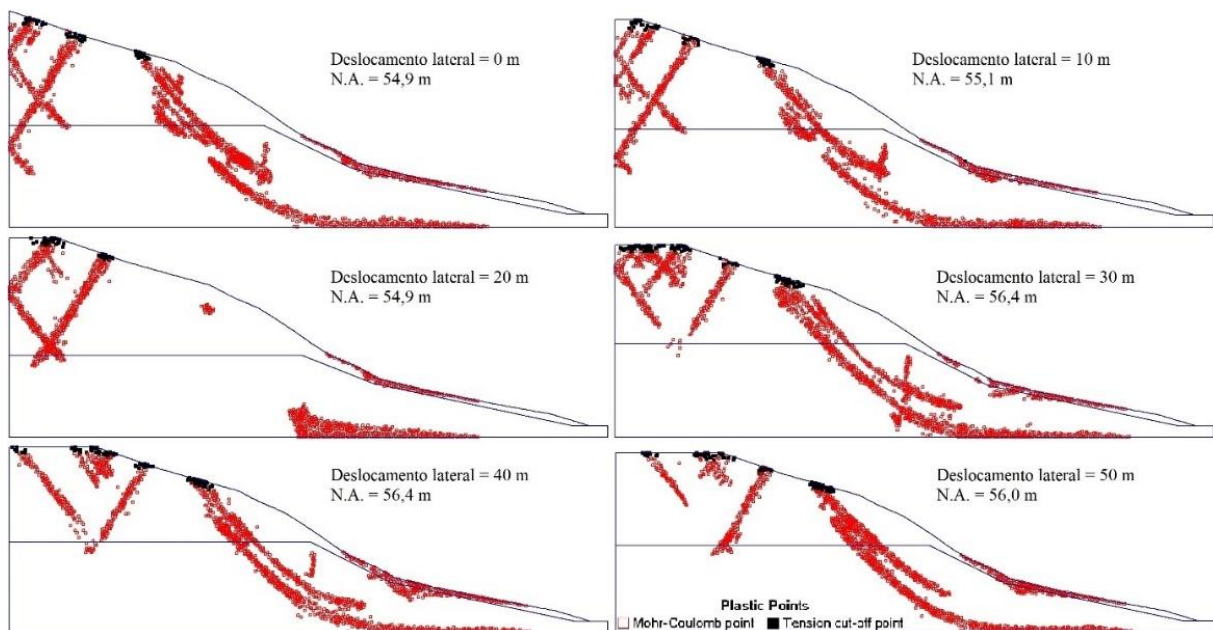 Deslocamento lateral = 0 m
N.A. = 54,9 m
Deslocamento lateral = 10 m
N.A. = 55,1 m
Deslocamento lateral = 20 m
N.A. = 54,9 m
Deslocamento lateral = 30 m
N.A. = 56,4 m
Deslocamento lateral = 40 m
N.A. = 56,4 m
Deslocamento lateral = 50 m
N.A. = 56,0 m
Plastic Points
Mohr-Coulomb point
Tension cut-off point